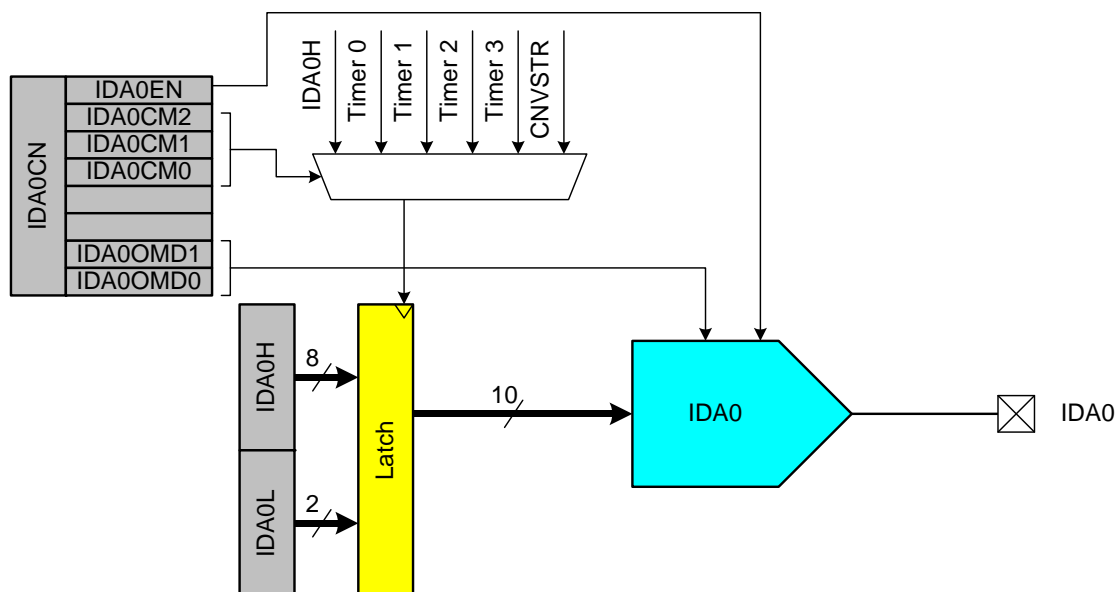 IDA0H
Timer 0
Timer 1
Timer 2
Timer 3
CNVSTR
IDA0CN
IDA0EN
IDA0CM2
IDA0CM1
IDA0CM0
IDA0OMD1
IDA0OMD0
IDA0H
8
IDA0L
2
Latch
10
IDA0
IDA0